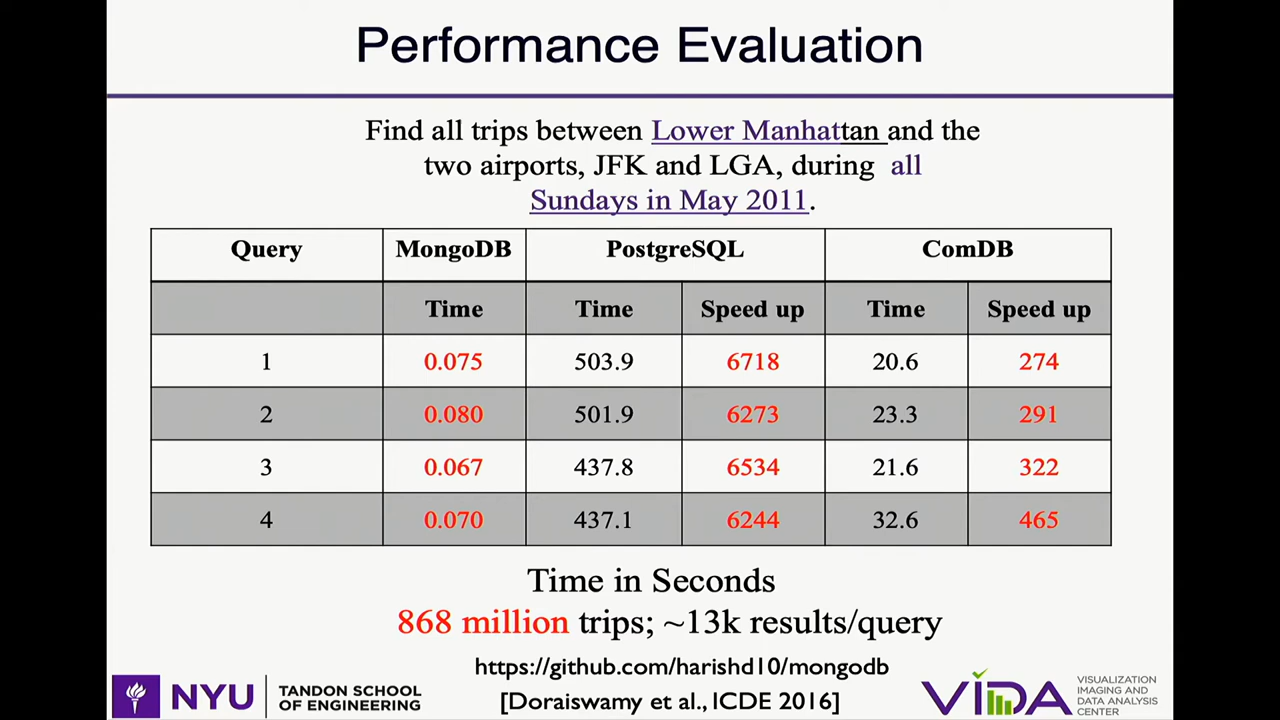 Performance Evaluation
Find all trips between Lower Manhattan and the
two airports, JFK and LGA, during all
Sundays in May 2011.
Query MongoDB PostgreSQL ComDB
Time Time Speed up Time Speed up
1 0.075 503.9 6718 20.6 274
2 0.080 501.9 6273 23.3 291
3 0.067 437.8 6534 21.6 322
4 0.070 437.1 6244 32.6 465
Time in Seconds
868 million trips; ~13k results/query
https://github.com/harishd10/mongodb
[Doraiswamy et al., ICDE 2016]
NYU TANDON SCHOOL
OF ENGINEERING
VIDA VISUALIZATION
IMAGING AND
DATA ANALYSIS
CENTER